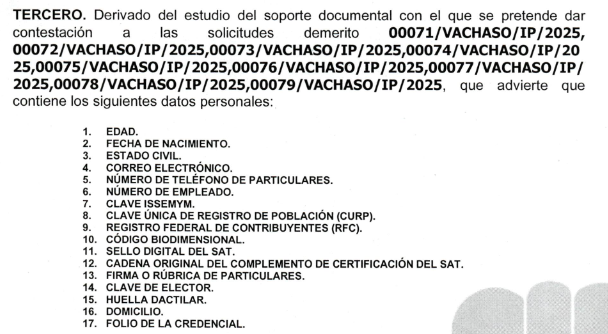 TERCERO. Derivado del estudio del soporte documental con el que se pretende dar
contestación a las solicitudes demerito 00071/VACHASO/IP/2025,
00072/VACHASO/IP/2025,00073/VACHASO/IP/2025,00074/VACHASO/IP/20
25,00075/VACHASO/IP/2025,00076/VACHASO/IP/2025,00077/VACHASO/IP/
2025,00078/VACHASO/IP/2025,00079/VACHASO/IP/2025, que advierte que
contiene los siguientes datos personales:
1. EDAD.
2. FECHA DE NACIMIENTO.
3. ESTADO CIVIL.
4. CORREO ELECTRÓNICO.
5. NÚMERO DE TELÉFONO DE PARTICULARES.
6. NÚMERO DE EMPLEADO.
7. CLAVE ISSEMYM.
8. CLAVE ÚNICA DE REGISTRO DE POBLACIÓN (CURP).
9. REGISTRO FEDERAL DE CONTRIBUYENTES (RFC).
10. CÓDIGO BIDIMENSIONAL.
11. SELLO DIGITAL DEL SAT.
12. CADENA ORIGINAL DEL COMPLEMENTO DE CERTIFICACIÓN DEL SAT.
13. FIRMA O RÚBRICA DE PARTICULARES.
14. CLAVE DE ELECTOR.
15. HUELLA DACTILAR.
16. DOMICILIO.
17. FOLIO DE LA CREDENCIAL.